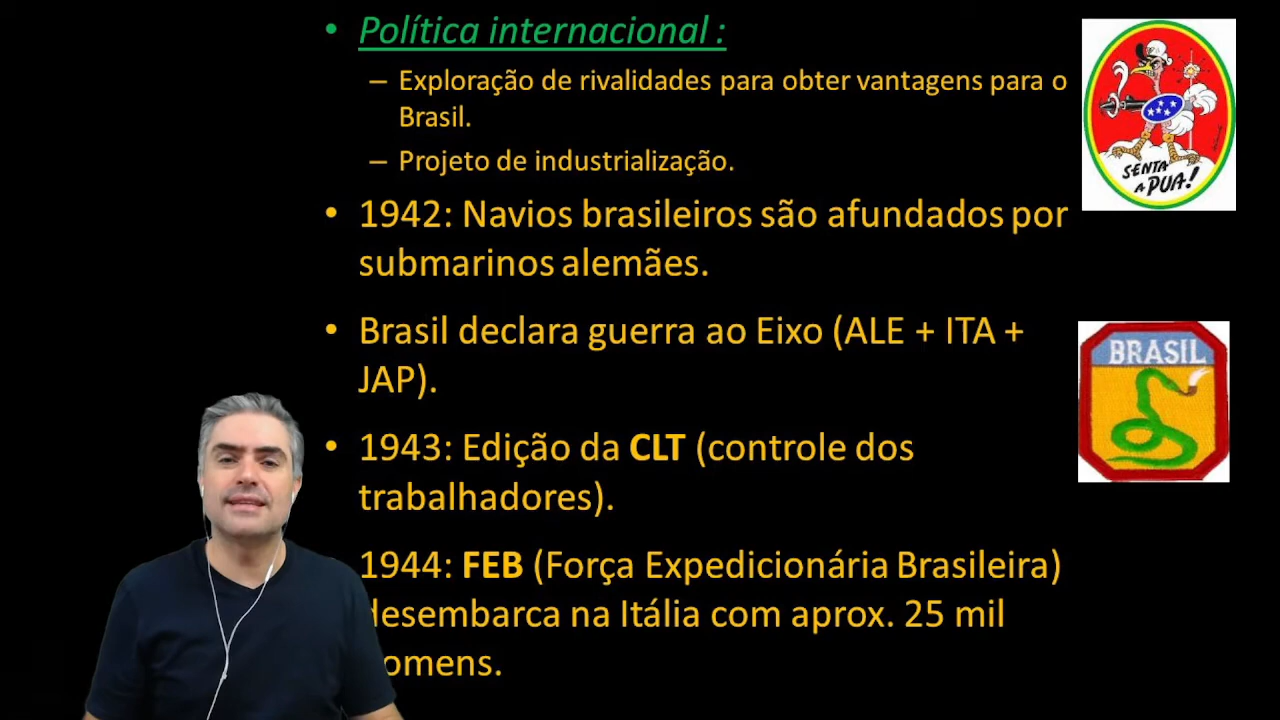 Política internacional :
– Exploração de rivalidades para obter vantagens para o
Brasil.
– Projeto de industrialização.
• 1942: Navios brasileiros são afundados por
submarinos alemães.
• Brasil declara guerra ao Eixo (ALE + ITA +
JAP).
• 1943: Edição da CLT (controle dos
trabalhadores).
1944: FEB (Força Expedicionária Brasileira)
desembarca na Itália com aprox. 25 mil
omens.
SENTA
A PUA!
BRASIL